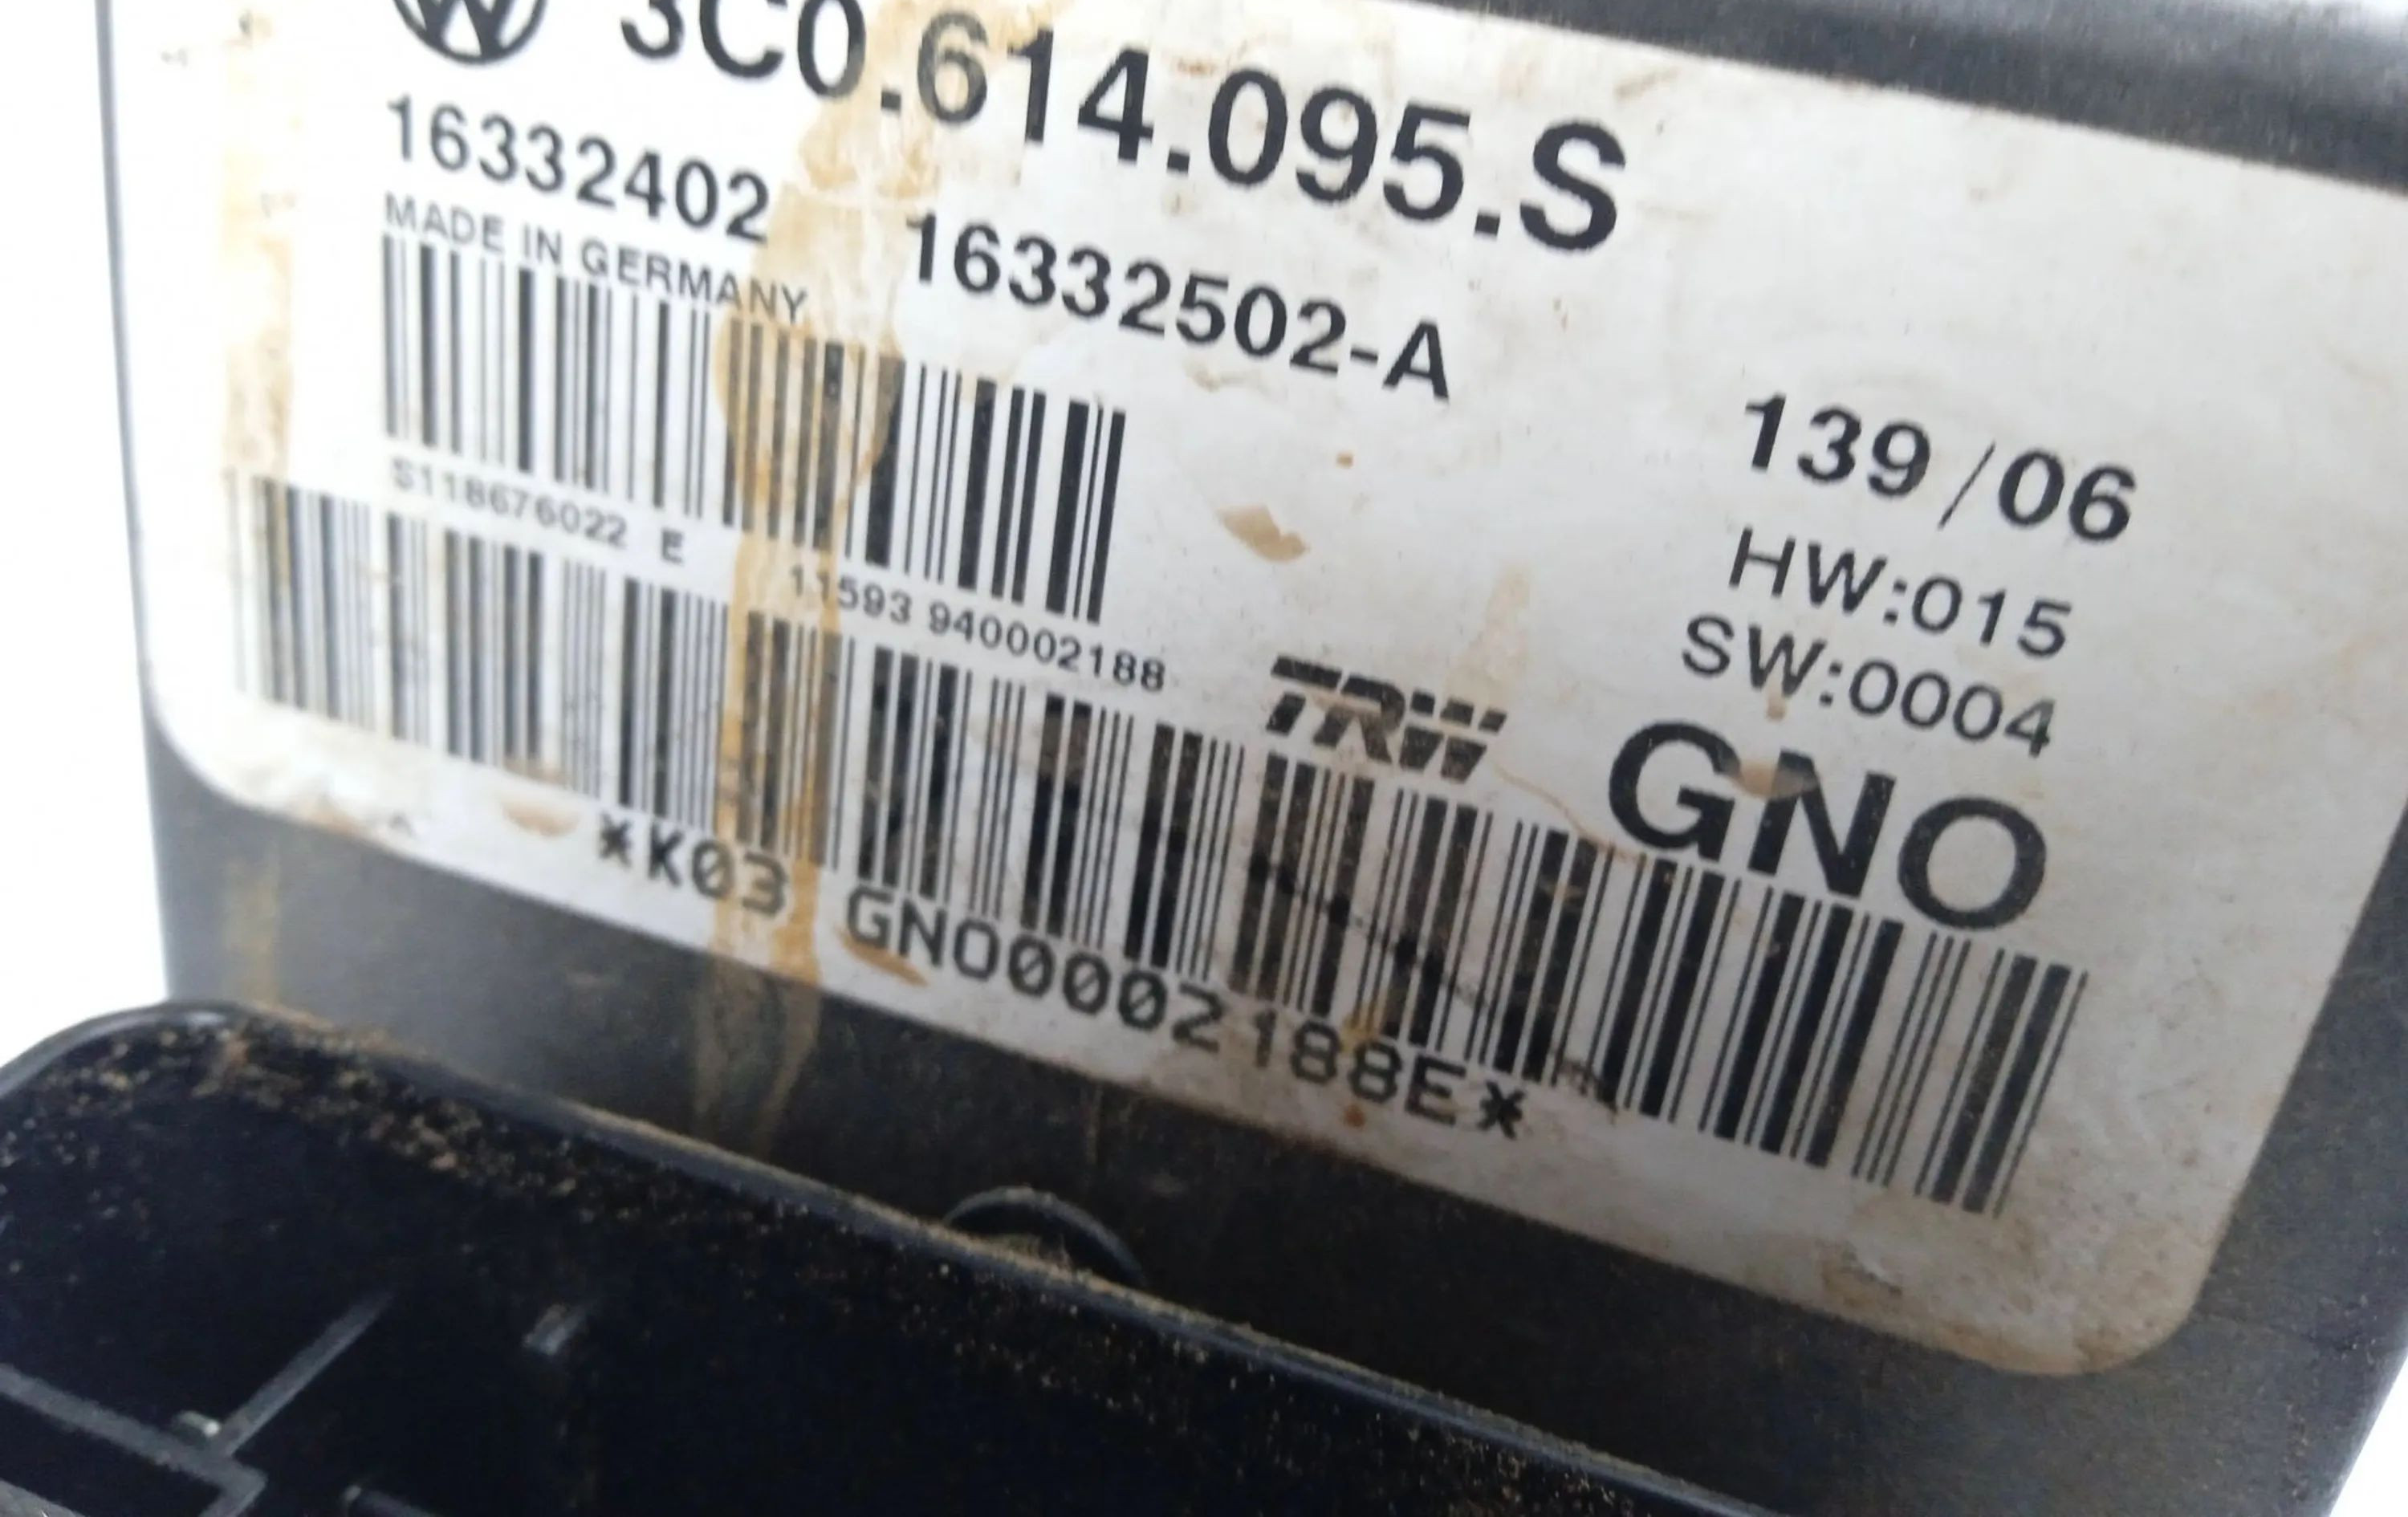 3C0.614.095.S
16332402 16332502-A
MADE IN GERMANY
139/06
HW:015
SW:0004
S118676022 E 11593 940002188
TRW
GNO
*K03 GNO0002188E*